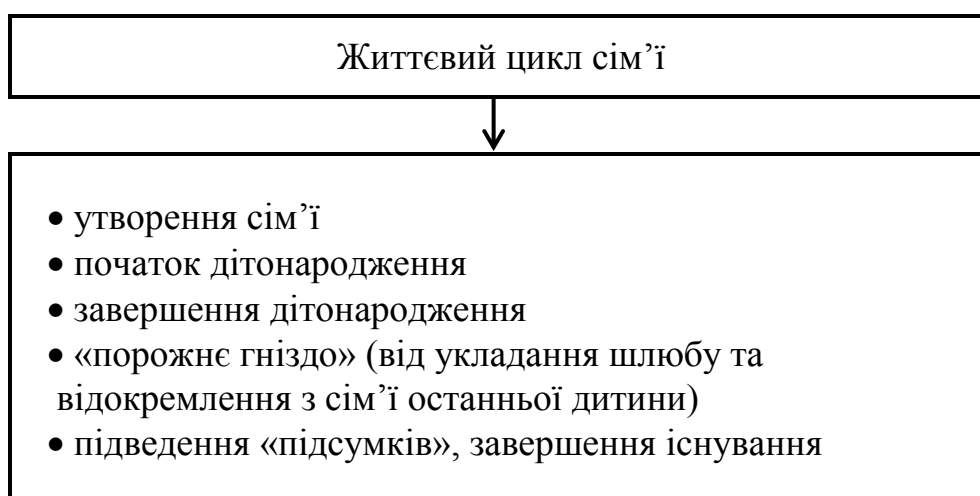 Життєвий цикл сім’ї
• утворення сім’ї
• початок дітонародження
• завершення дітонародження
• «порожнє гніздо» (від укладання шлюбу та
відокремлення з сім’ї останньої дитини)
• підведення «підсумків», завершення існування